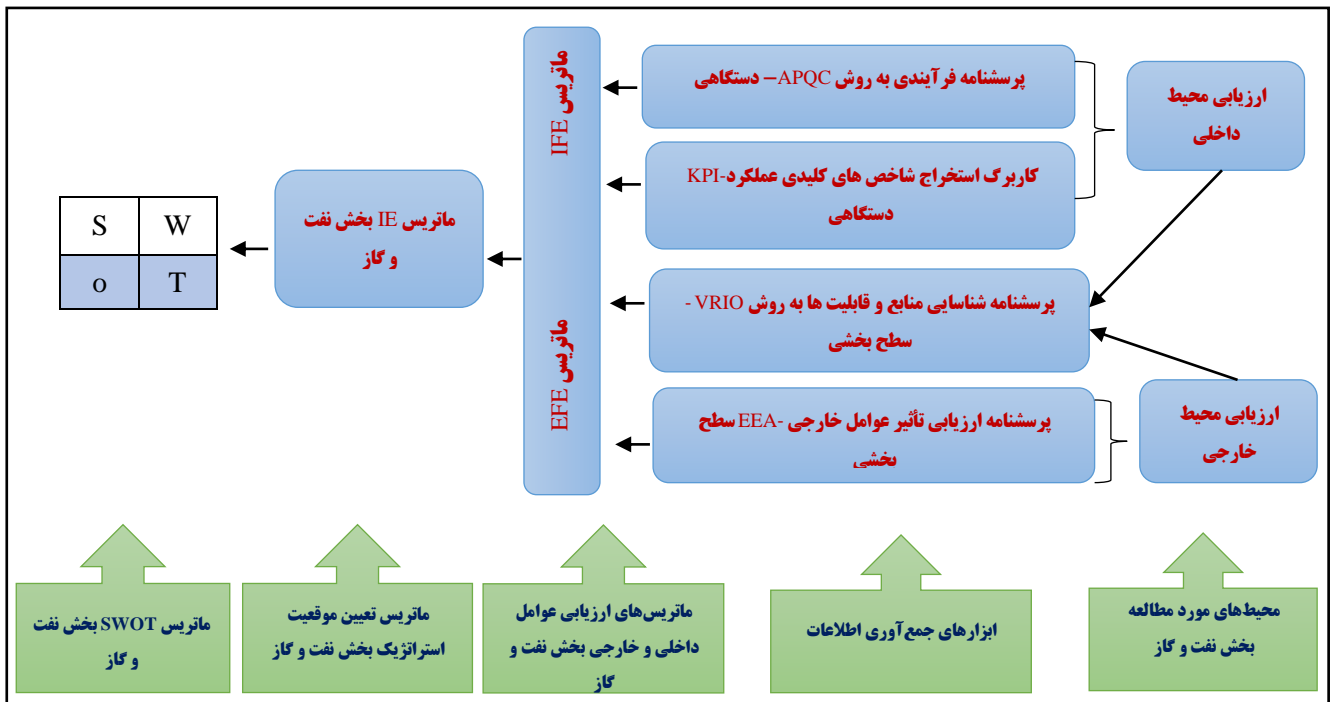 ارزیابی محیط
داخلی
ارزیابی محیط
خارجی
پرسشنامه فرآیندی به روش APQC– دستگاهی
کاربرگ استخراج شاخص های کلیدی عملکرد-KPI
دستگاهی
پرسشنامه شناسایی منابع و قابلیت ها به روش VRIO -
سطح بخشی
پرسشنامه ارزیابی تأثیر عوامل خارجی -EEA سطح
بخشی
ماتریس IFE
ماتریس EFE
ماتریس IE بخش نفت
و گاز
S W
o T
محیط‌های مورد مطالعه
بخش نفت و گاز
ابزارهای جمع‌آوری اطلاعات
ماتریس‌های ارزیابی عوامل
داخلی و خارجی بخش نفت و
گاز
ماتریس تعیین موقعیت
استراتژیک بخش نفت و گاز
ماتریس SWOT بخش نفت
و گاز